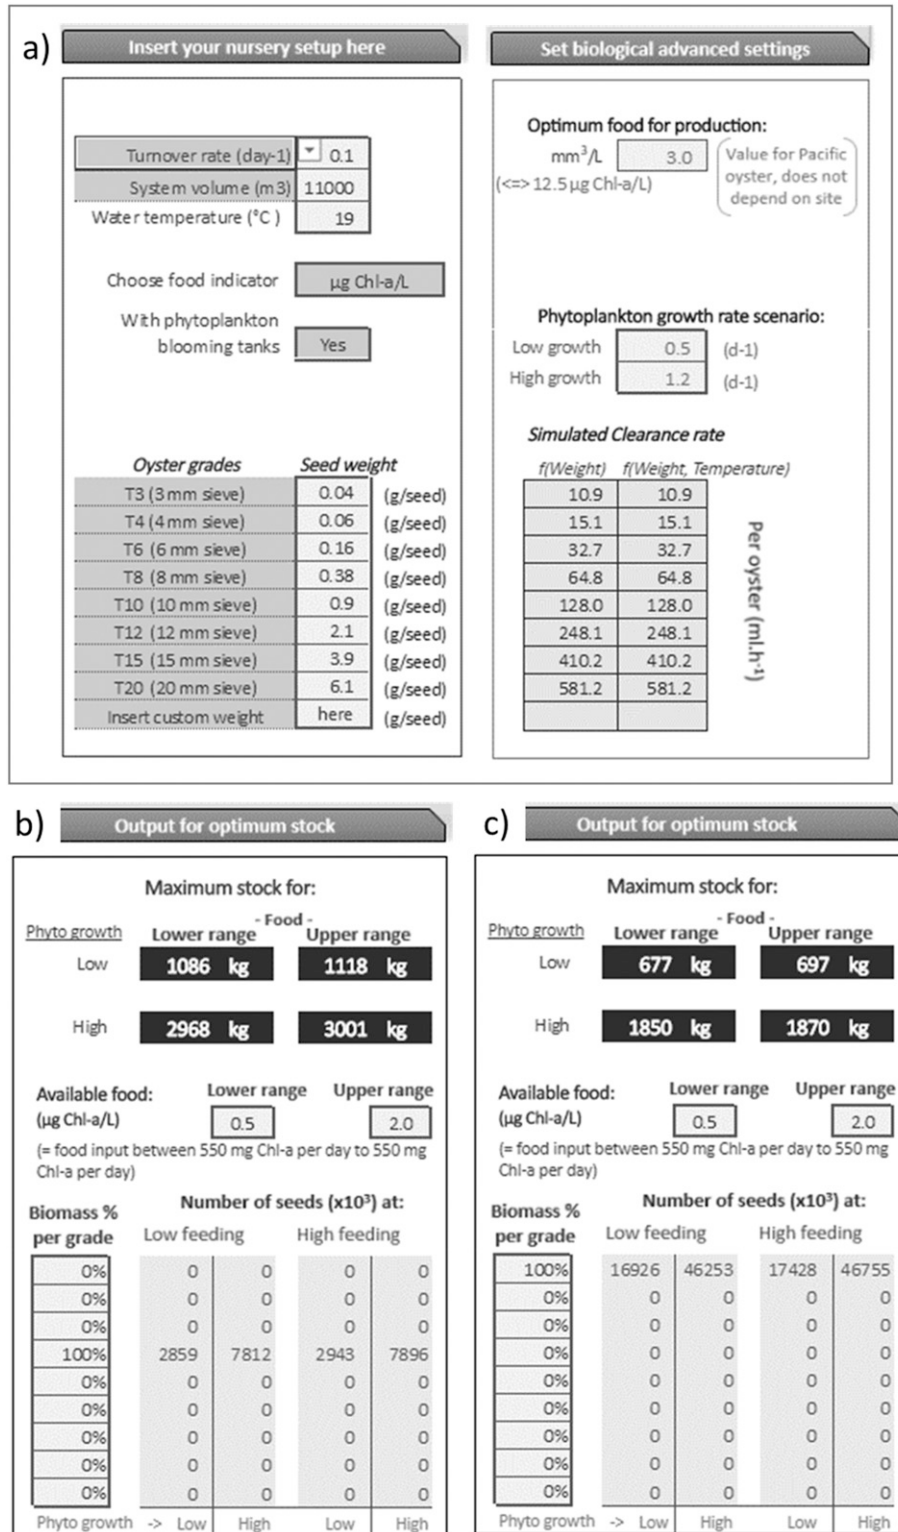 a)
Insert your nursery setup here
Turnover rate (day-1) 0.1
System volume (m3) 11000
Water temperature (°C ) 19
Choose food indicator µg Chl-a/L
With phytoplankton
blooming tanks Yes
Oyster grades Seed weight
T3 (3 mm sieve) 0.04 (g/seed)
T4 (4 mm sieve) 0.06 (g/seed)
T6 (6 mm sieve) 0.16 (g/seed)
T8 (8 mm sieve) 0.38 (g/seed)
T10 (10 mm sieve) 0.9 (g/seed)
T12 (12 mm sieve) 2.1 (g/seed)
T15 (15 mm sieve) 3.9 (g/seed)
T20 (20 mm sieve) 6.1 (g/seed)
Insert custom weight here (g/seed)
Set biological advanced settings
Optimum food for production:
mm³/L 3.0
(<=> 12.5 µg Chl-a/L)
Value for Pacific
oyster, does not
depend on site
Phytoplankton growth rate scenario:
Low growth 0.5 (d-1)
High growth 1.2 (d-1)
Simulated Clearance rate
f(Weight) f(Weight, Temperature)
10.9 10.9
15.1 15.1
32.7 32.7
64.8 64.8
128.0 128.0
248.1 248.1
410.2 410.2
581.2 581.2
Per oyster (ml.h⁻¹)
b)
Output for optimum stock
Maximum stock for:
- Food -
Phyto growth Lower range Upper range
Low 1086 kg 1118 kg
High 2968 kg 3001 kg
Available food: Lower range Upper range
(µg Chl-a/L) 0.5 2.0
(= food input between 550 mg Chl-a per day to 550 mg
Chl-a per day)
Biomass %
per grade
Number of seeds (x10³) at:
Low feeding High feeding
0% 0 0 0 0
0% 0 0 0 0
0% 0 0 0 0
100% 2859 7812 2943 7896
0% 0 0 0 0
0% 0 0 0 0
0% 0 0 0 0
0% 0 0 0 0
0% 0 0 0 0
Phyto growth -> Low High Low High
c)
Output for optimum stock
Maximum stock for:
- Food -
Phyto growth Lower range Upper range
Low 677 kg 697 kg
High 1850 kg 1870 kg
Available food: Lower range Upper range
(µg Chl-a/L) 0.5 2.0
(= food input between 550 mg Chl-a per day to 550 mg
Chl-a per day)
Biomass %
per grade
Number of seeds (x10³) at:
Low feeding High feeding
100% 16926 46253 17428 46755
0% 0 0 0 0
0% 0 0 0 0
0% 0 0 0 0
0% 0 0 0 0
0% 0 0 0 0
0% 0 0 0 0
0% 0 0 0 0
0% 0 0 0 0
Phyto growth -> Low High Low High